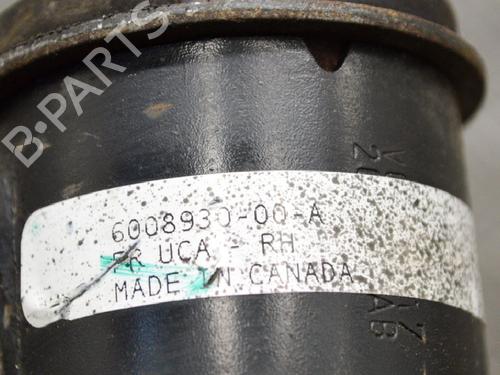 B-PARTS
6008930-00-A
FR UCA - RH
MADE IN CANADA